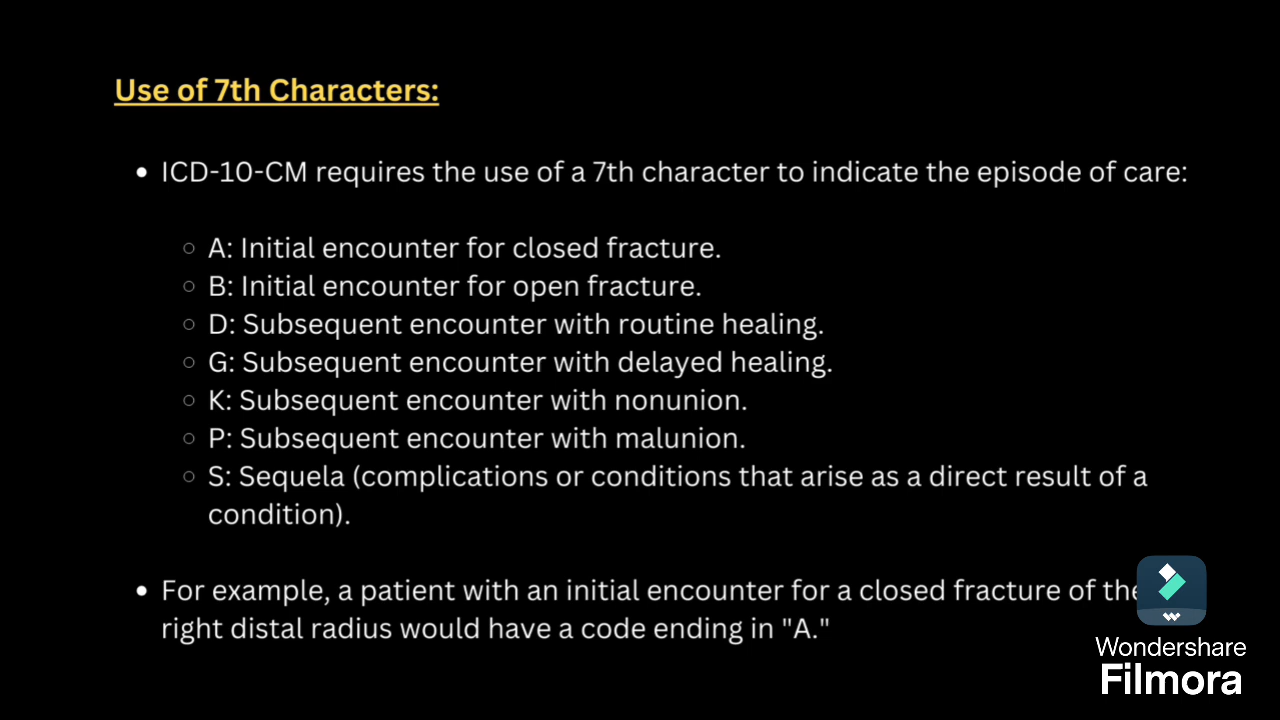 Use of 7th Characters:
• ICD-10-CM requires the use of a 7th character to indicate the episode of care:
○ A: Initial encounter for closed fracture.
○ B: Initial encounter for open fracture.
○ D: Subsequent encounter with routine healing.
○ G: Subsequent encounter with delayed healing.
○ K: Subsequent encounter with nonunion.
○ P: Subsequent encounter with malunion.
○ S: Sequela (complications or conditions that arise as a direct result of a
condition).
• For example, a patient with an initial encounter for a closed fracture of the
right distal radius would have a code ending in "A."
Wondershare
Filmora